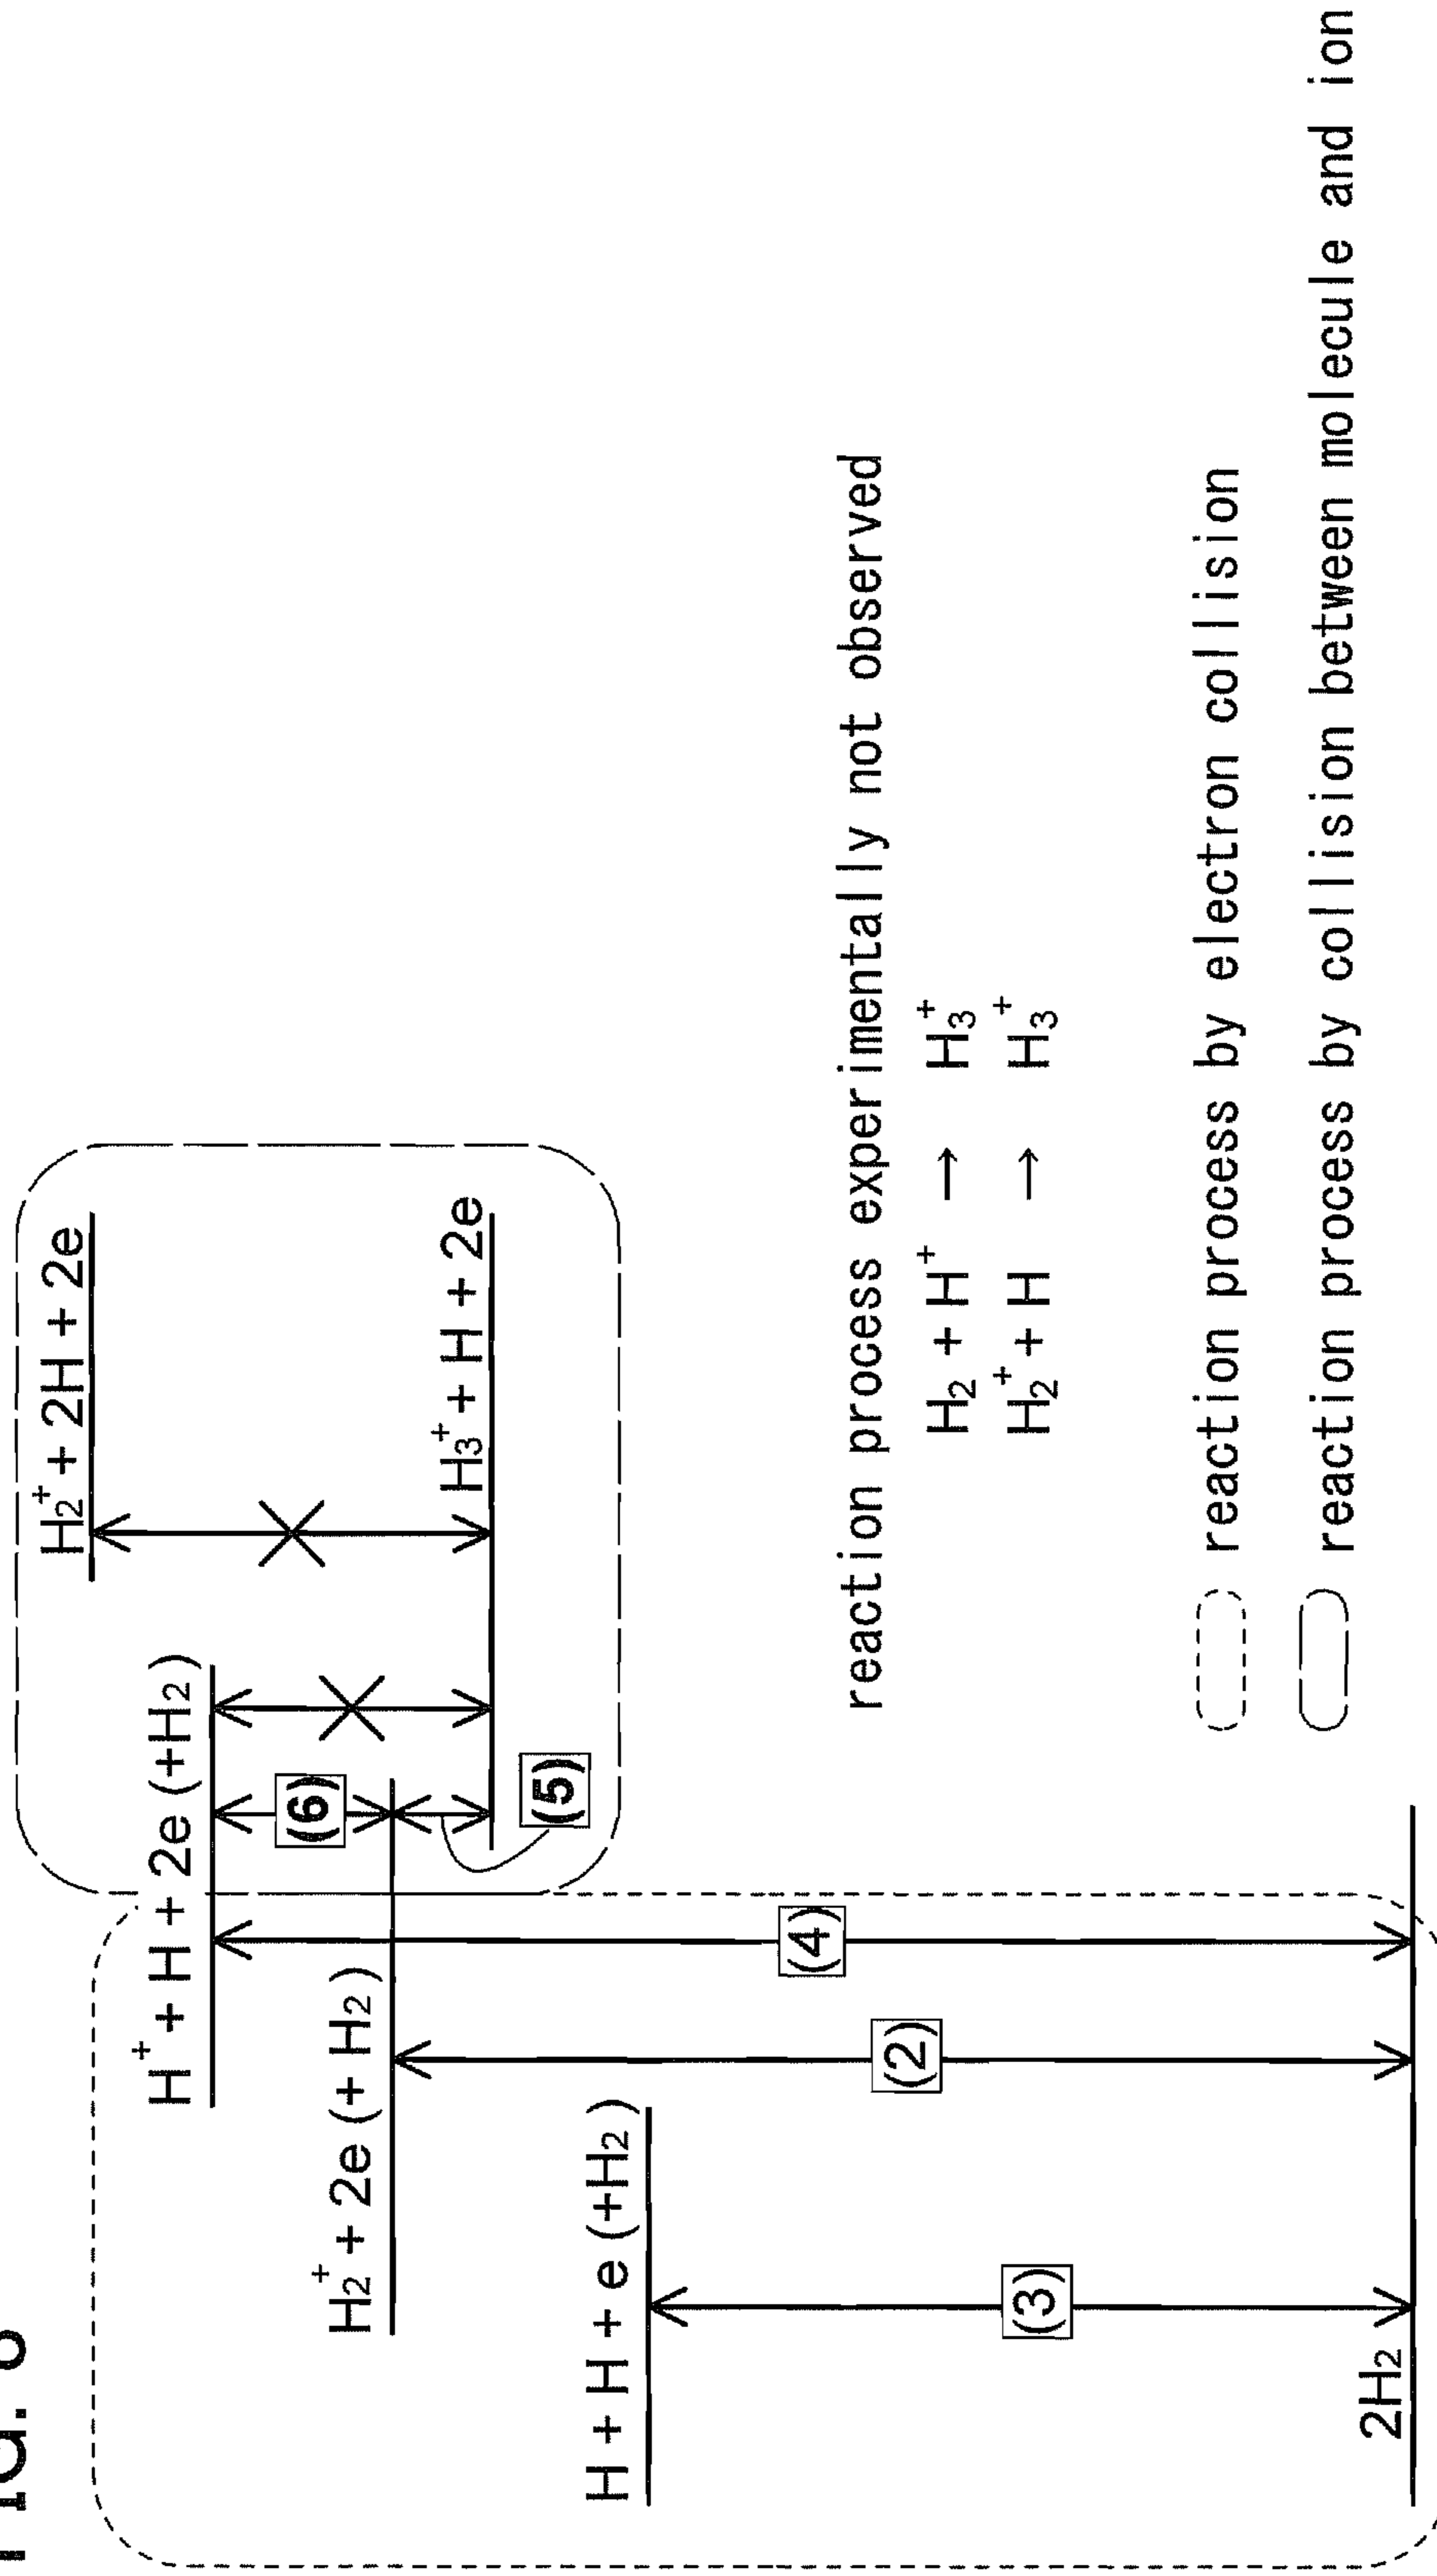 H₂⁺ + 2H + 2e
H⁺ + H + 2e (+H₂)
(6)
H₂⁺ + 2e (+ H₂)
H₃⁺ + H + 2e
(5)
H + H + e (+H₂)
(4)
(2)
(3)
2H₂
reaction process experimentally not observed
H₂ + H⁺ → H₃⁺
H₂⁺ + H → H₃⁺
reaction process by electron collision
reaction process by collision between molecule and ion